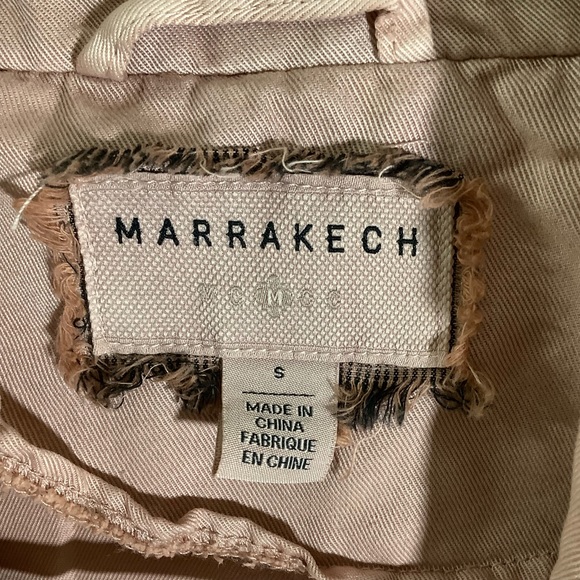 MARRAKECH
M
S
MADE IN
CHINA
FABRIQUE
EN CHINE